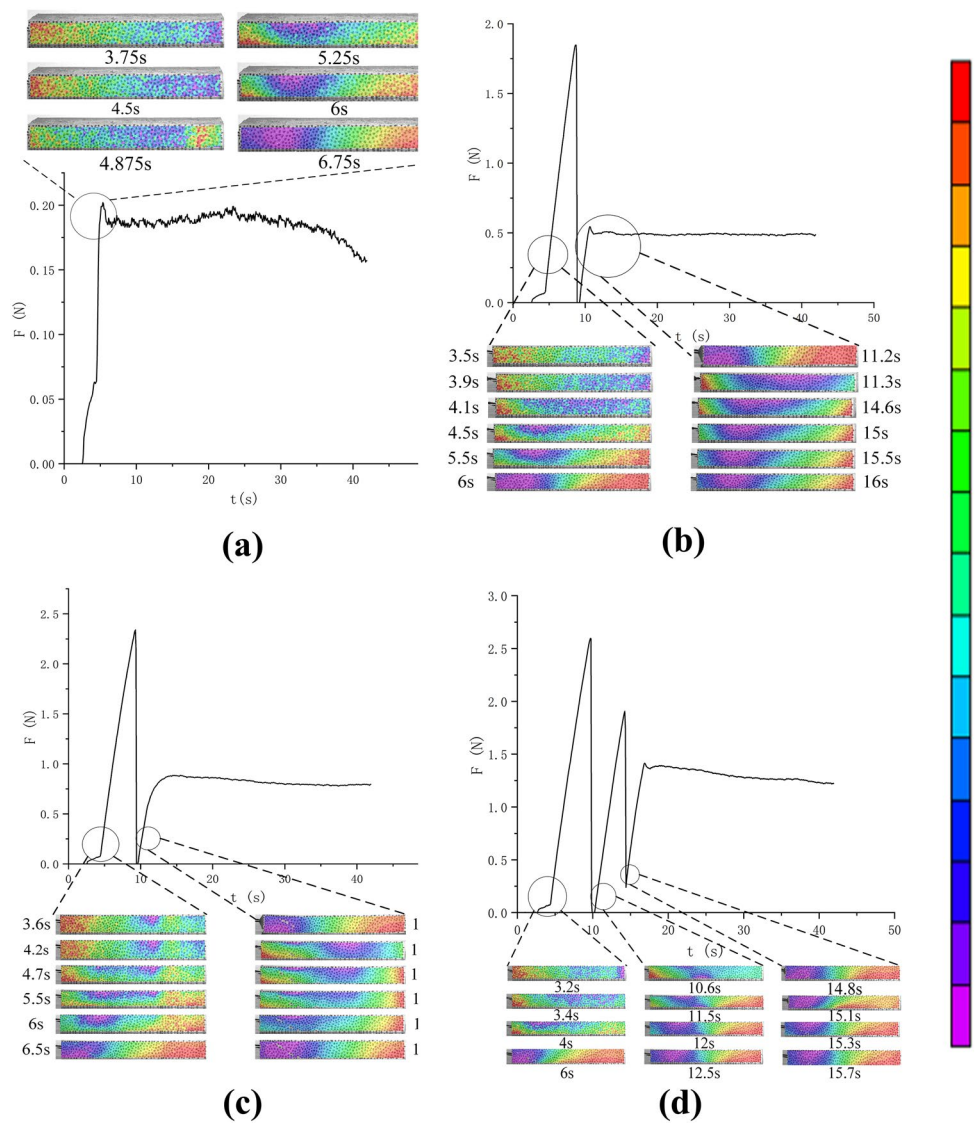 3.75s 5.25s
4.5s 6s
4.875s 6.75s
0.20
0.15
0.10
0.05
0.00
F (N)
0 10 20 30 40
t(s)
(a)
2.0
1.5
1.0
0.5
0.0
F (N)
0 10 20 30 40 50
t (s)
3.5s 11.2s
3.9s 11.3s
4.1s 14.6s
4.5s 15s
5.5s 15.5s
6s 16s
(b)
2.5
2.0
1.5
1.0
0.5
0.0
F (N)
0 10 20 30 40
t (s)
3.6s 1
4.2s 1
4.7s 1
5.5s 1
6s 1
6.5s 1
(c)
3.0
2.5
2.0
1.5
1.0
0.5
0.0
F (N)
0 10 20 30 40 50
t (s)
3.2s 10.6s 14.8s
3.4s 11.5s 15.1s
4s 12s 15.3s
6s 12.5s 15.7s
(d)